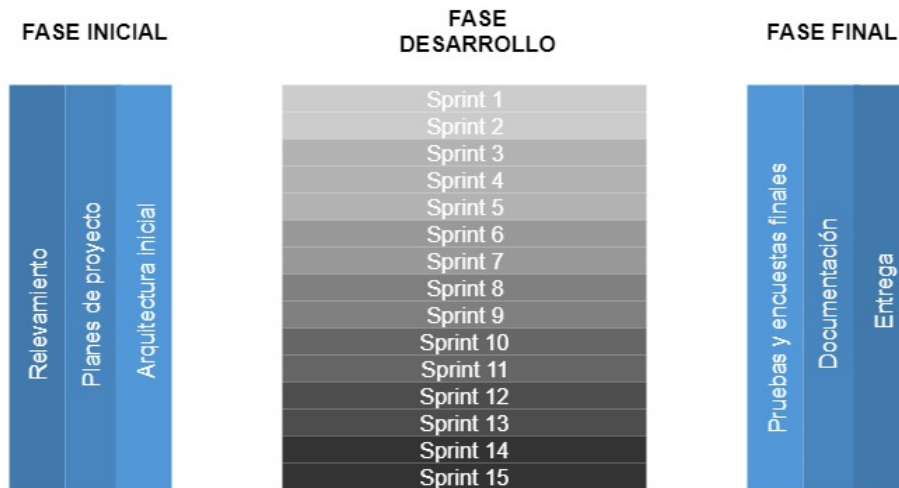 FASE INICIAL
Relevamiento
Planes de proyecto
Arquitectura inicial
FASE
DESARROLLO
Sprint 1
Sprint 2
Sprint 3
Sprint 4
Sprint 5
Sprint 6
Sprint 7
Sprint 8
Sprint 9
Sprint 10
Sprint 11
Sprint 12
Sprint 13
Sprint 14
Sprint 15
FASE FINAL
Pruebas y encuestas finales
Documentación
Entrega